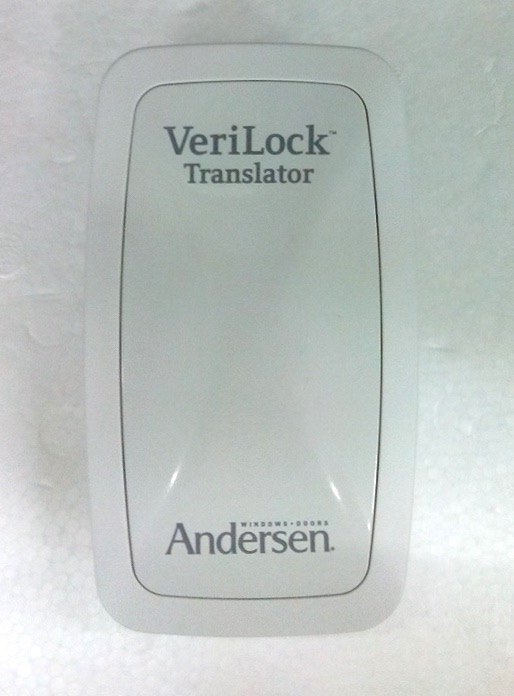 VeriLock™
Translator
WINDOWS • DOORS
Andersen.